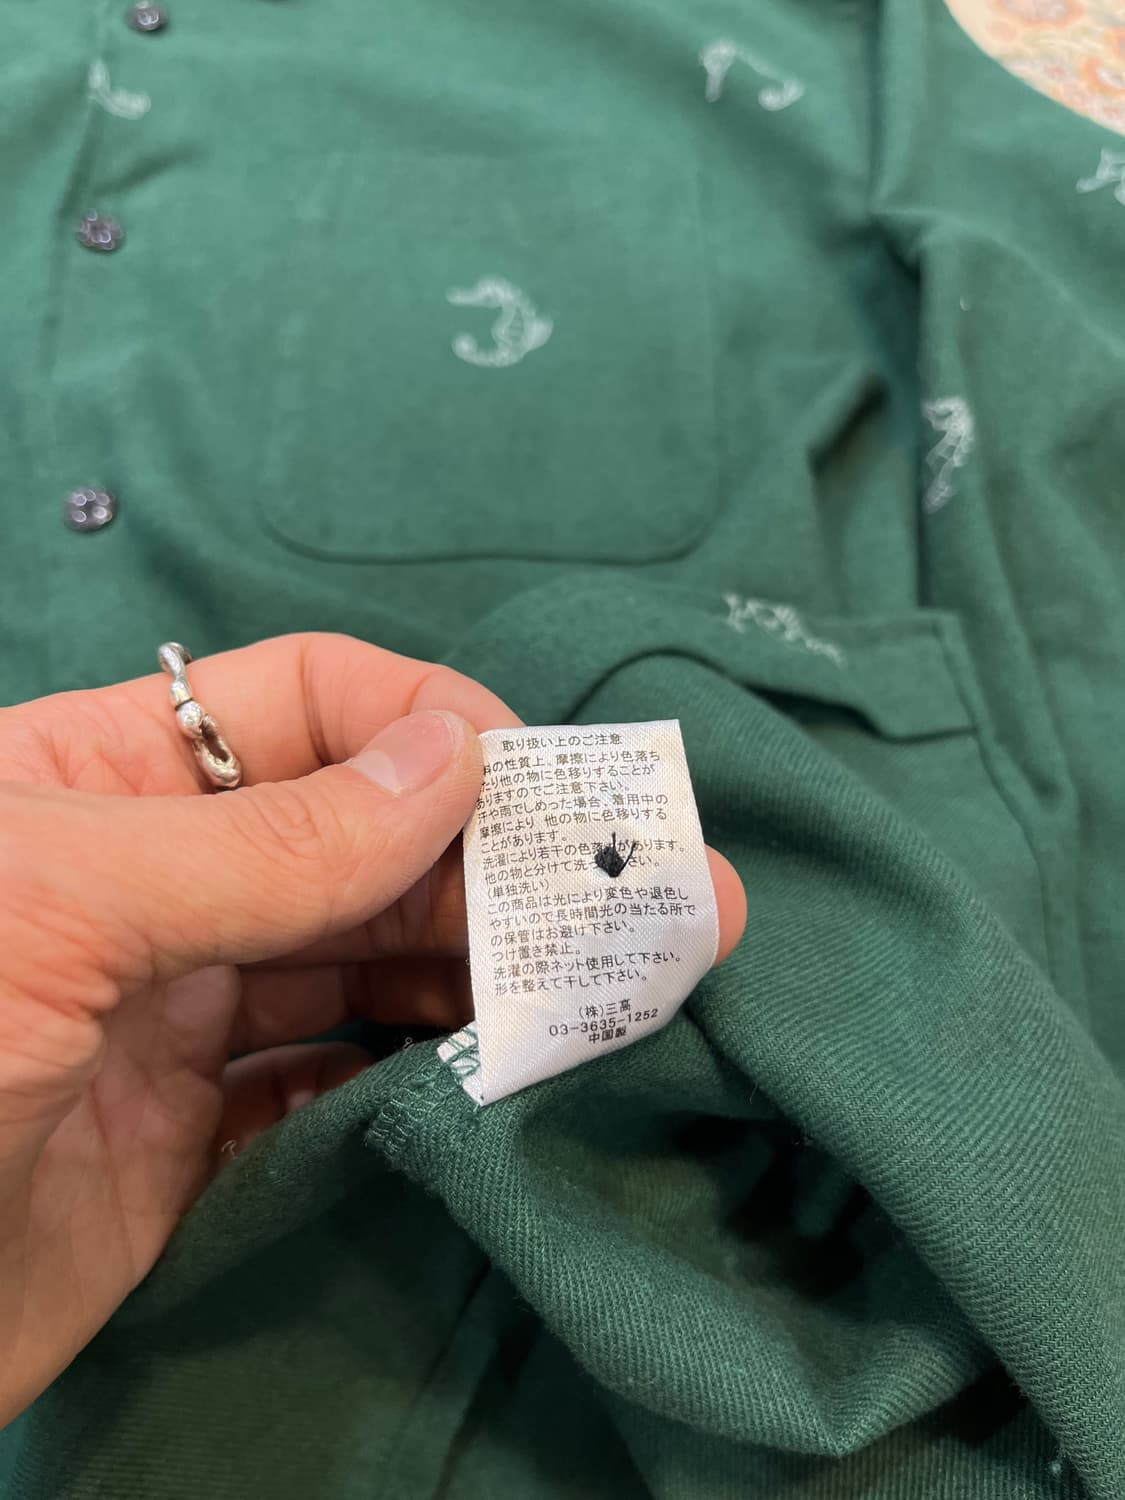 取り扱い上のご注意
の性質上、摩擦により色落ち
たり他の物に色移りすることが
ありますのでご注意下さい。
汗や雨でしめった場合、着用中の
摩擦により 他の物に色移りする
ことがあります。
洗濯により若干の色落 があります。
他の物と分けて洗っ さい。
(単独洗い)
この商品は光により変色や退色し
やすいので長時間光の当たる所で
の保管はお避け下さい。
つけ置き禁止。
洗濯の際ネット使用して下さい。
形を整えて干して下さい。
(株)三高
03-3635-1252
中国製